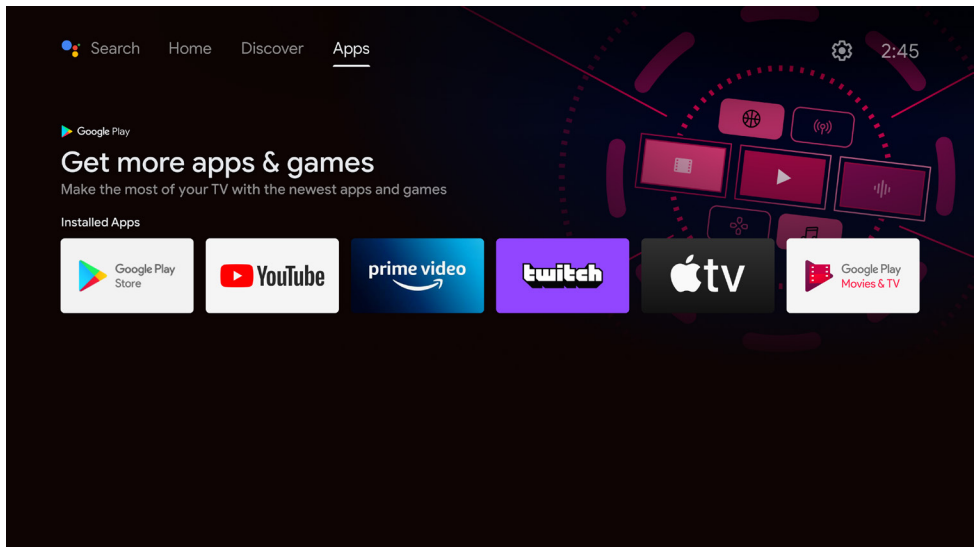 Search Home Discover Apps 2:45
Google Play
Get more apps & games
Make the most of your TV with the newest apps and games
Installed Apps
Google Play
Store
YouTube
prime video
twitch
tv
Google Play
Movies & TV